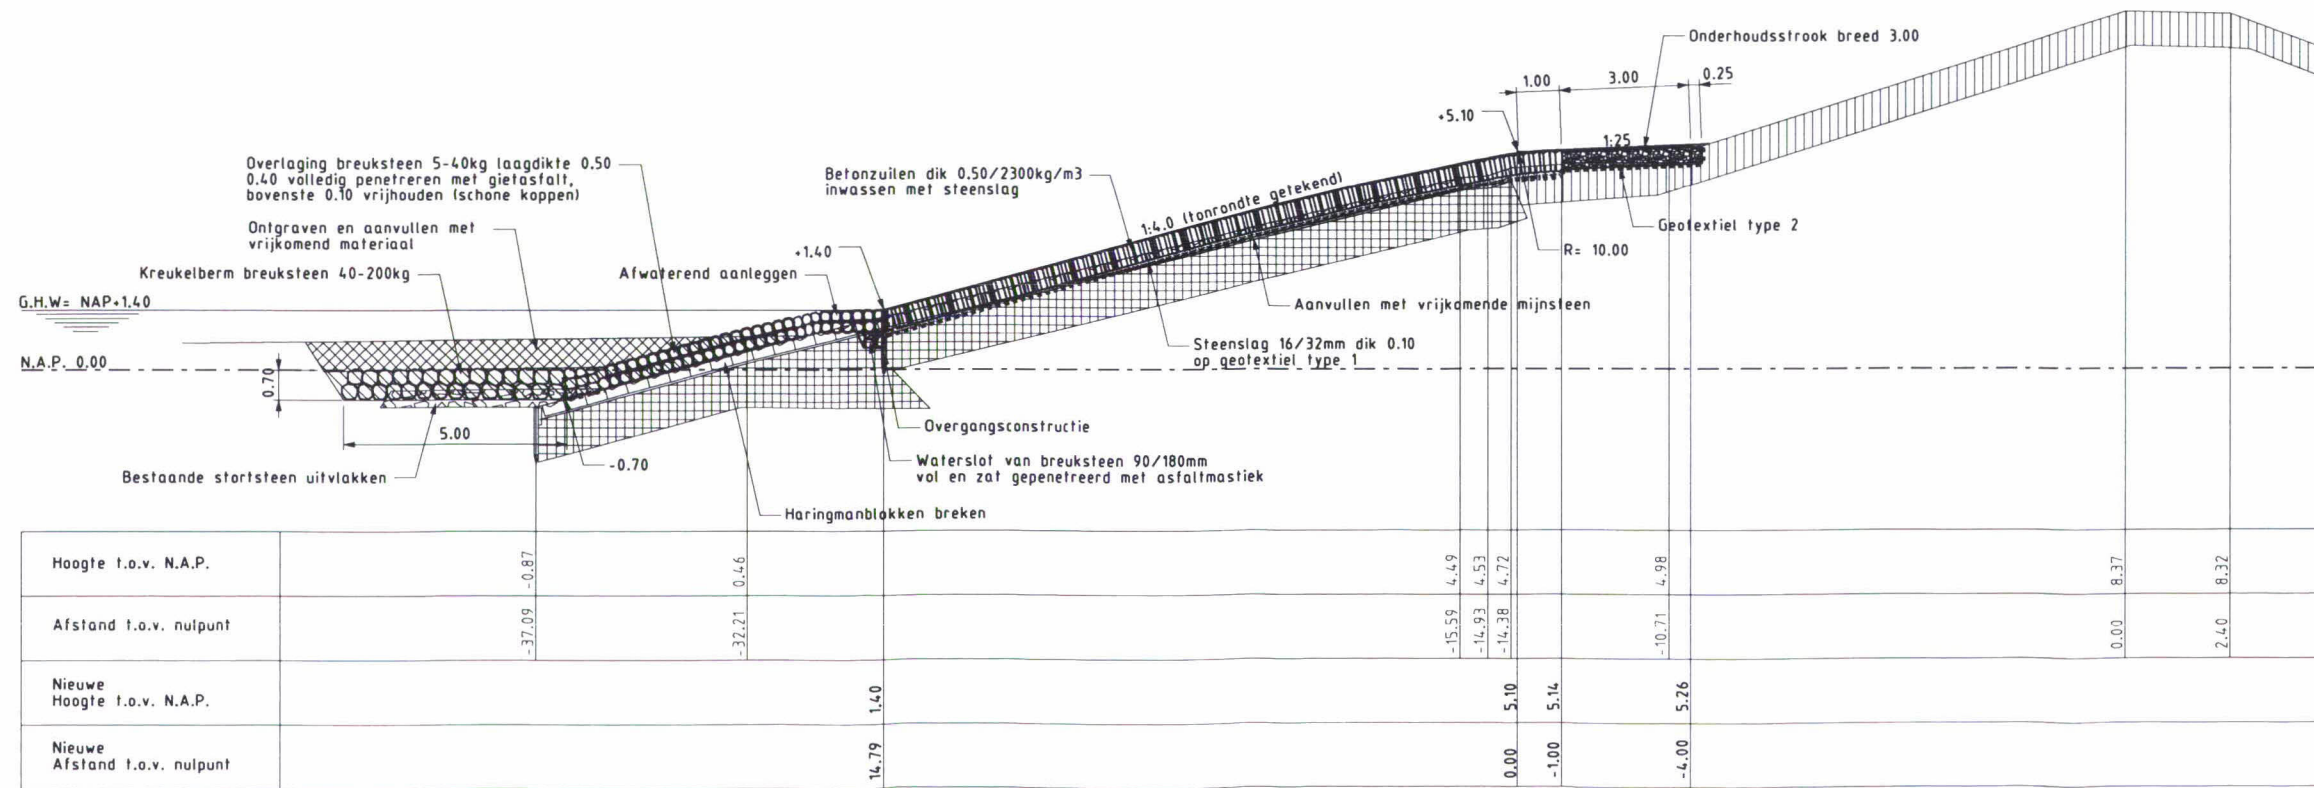 Onderhoudsstrook breed 3.00
1.00
3.00
0.25
+5.10
1:25
Overlaging breuksteen 5-40kg laagdikte 0.50
0.40 volledig penetreren met gietasfalt,
bovenste 0.10 vrijhouden (schone koppen)
Betonzuilen dik 0.50/2300kg/m3
inwassen met steenslag
1:4.0 (tonrondte getekend)
Ontgraven en aanvullen met
vrijkomend materiaal
Geotextiel type 2
R= 10.00
+1.40
Kreukelberm breuksteen 40-200kg
Afwaterend aanleggen
G.H.W= NAP+1.40
Aanvullen met vrijkomende mijnsteen
Steenslag 16/32mm dik 0.10
op geotextiel type 1
N.A.P. 0.00
0.70
5.00
-0.70
Overgangsconstructie
Waterslot van breuksteen 90/180mm
vol en zat gepenetreerd met asfaltmastiek
Bestaande stortsteen uitvlakken
Haringmanblokken breken
Hoogte t.o.v. N.A.P. -0.87 0.46 4.49 4.53 4.72 4.98 8.37 8.32
Afstand t.o.v. nulpunt -37.09 -32.21 -15.59 -14.93 -14.38 -10.71 0.00 2.40
Nieuwe
Hoogte t.o.v. N.A.P. 1.40 5.10 5.14 5.26
Nieuwe
Afstand t.o.v. nulpunt 14.79 0.00 -1.00 -4.00